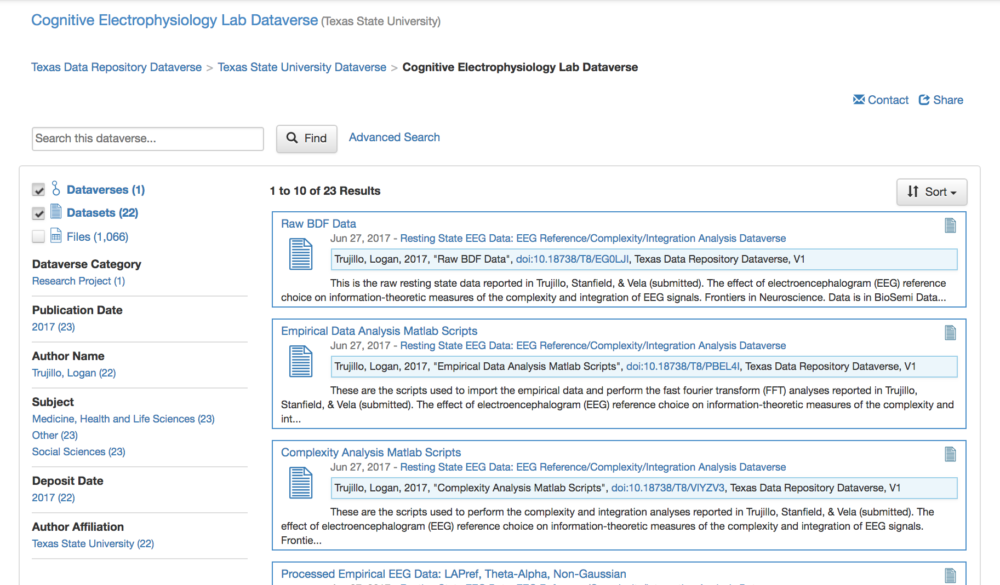 Cognitive Electrophysiology Lab Dataverse (Texas State University)
Texas Data Repository Dataverse > Texas State University Dataverse > Cognitive Electrophysiology Lab Dataverse
Contact Share
Search this dataverse... Find Advanced Search
Dataverses (1)
Datasets (22)
Files (1,066)
Dataverse Category
Research Project (1)
Publication Date
2017 (23)
Author Name
Trujillo, Logan (22)
Subject
Medicine, Health and Life Sciences (23)
Other (23)
Social Sciences (23)
Deposit Date
2017 (22)
Author Affiliation
Texas State University (22)
1 to 10 of 23 Results
Sort
Raw BDF Data
Jun 27, 2017 - Resting State EEG Data: EEG Reference/Complexity/Integration Analysis Dataverse
Trujillo, Logan, 2017, "Raw BDF Data", doi:10.18738/T8/EG0LJI, Texas Data Repository Dataverse, V1
This is the raw resting state data reported in Trujillo, Stanfield, & Vela (submitted). The effect of electroencephalogram (EEG) reference
choice on information-theoretic measures of the complexity and integration of EEG signals. Frontiers in Neuroscience. Data is in BioSemi Data...
Empirical Data Analysis Matlab Scripts
Jun 27, 2017 - Resting State EEG Data: EEG Reference/Complexity/Integration Analysis Dataverse
Trujillo, Logan, 2017, "Empirical Data Analysis Matlab Scripts", doi:10.18738/T8/PBEL4I, Texas Data Repository Dataverse, V1
These are the scripts used to import the empirical data and perform the fast fourier transform (FFT) analyses reported in Trujillo,
Stanfield, & Vela (submitted). The effect of electroencephalogram (EEG) reference choice on information-theoretic measures of the complexity and
int...
Complexity Analysis Matlab Scripts
Jun 27, 2017 - Resting State EEG Data: EEG Reference/Complexity/Integration Analysis Dataverse
Trujillo, Logan, 2017, "Complexity Analysis Matlab Scripts", doi:10.18738/T8/VIYZV3, Texas Data Repository Dataverse, V1
These are the scripts used to perform the complexity and integration analyses reported in Trujillo, Stanfield, & Vela (submitted). The
effect of electroencephalogram (EEG) reference choice on information-theoretic measures of the complexity and integration of EEG signals.
Frontie...
Processed Empirical EEG Data: LAPref, Theta-Alpha, Non-Gaussian